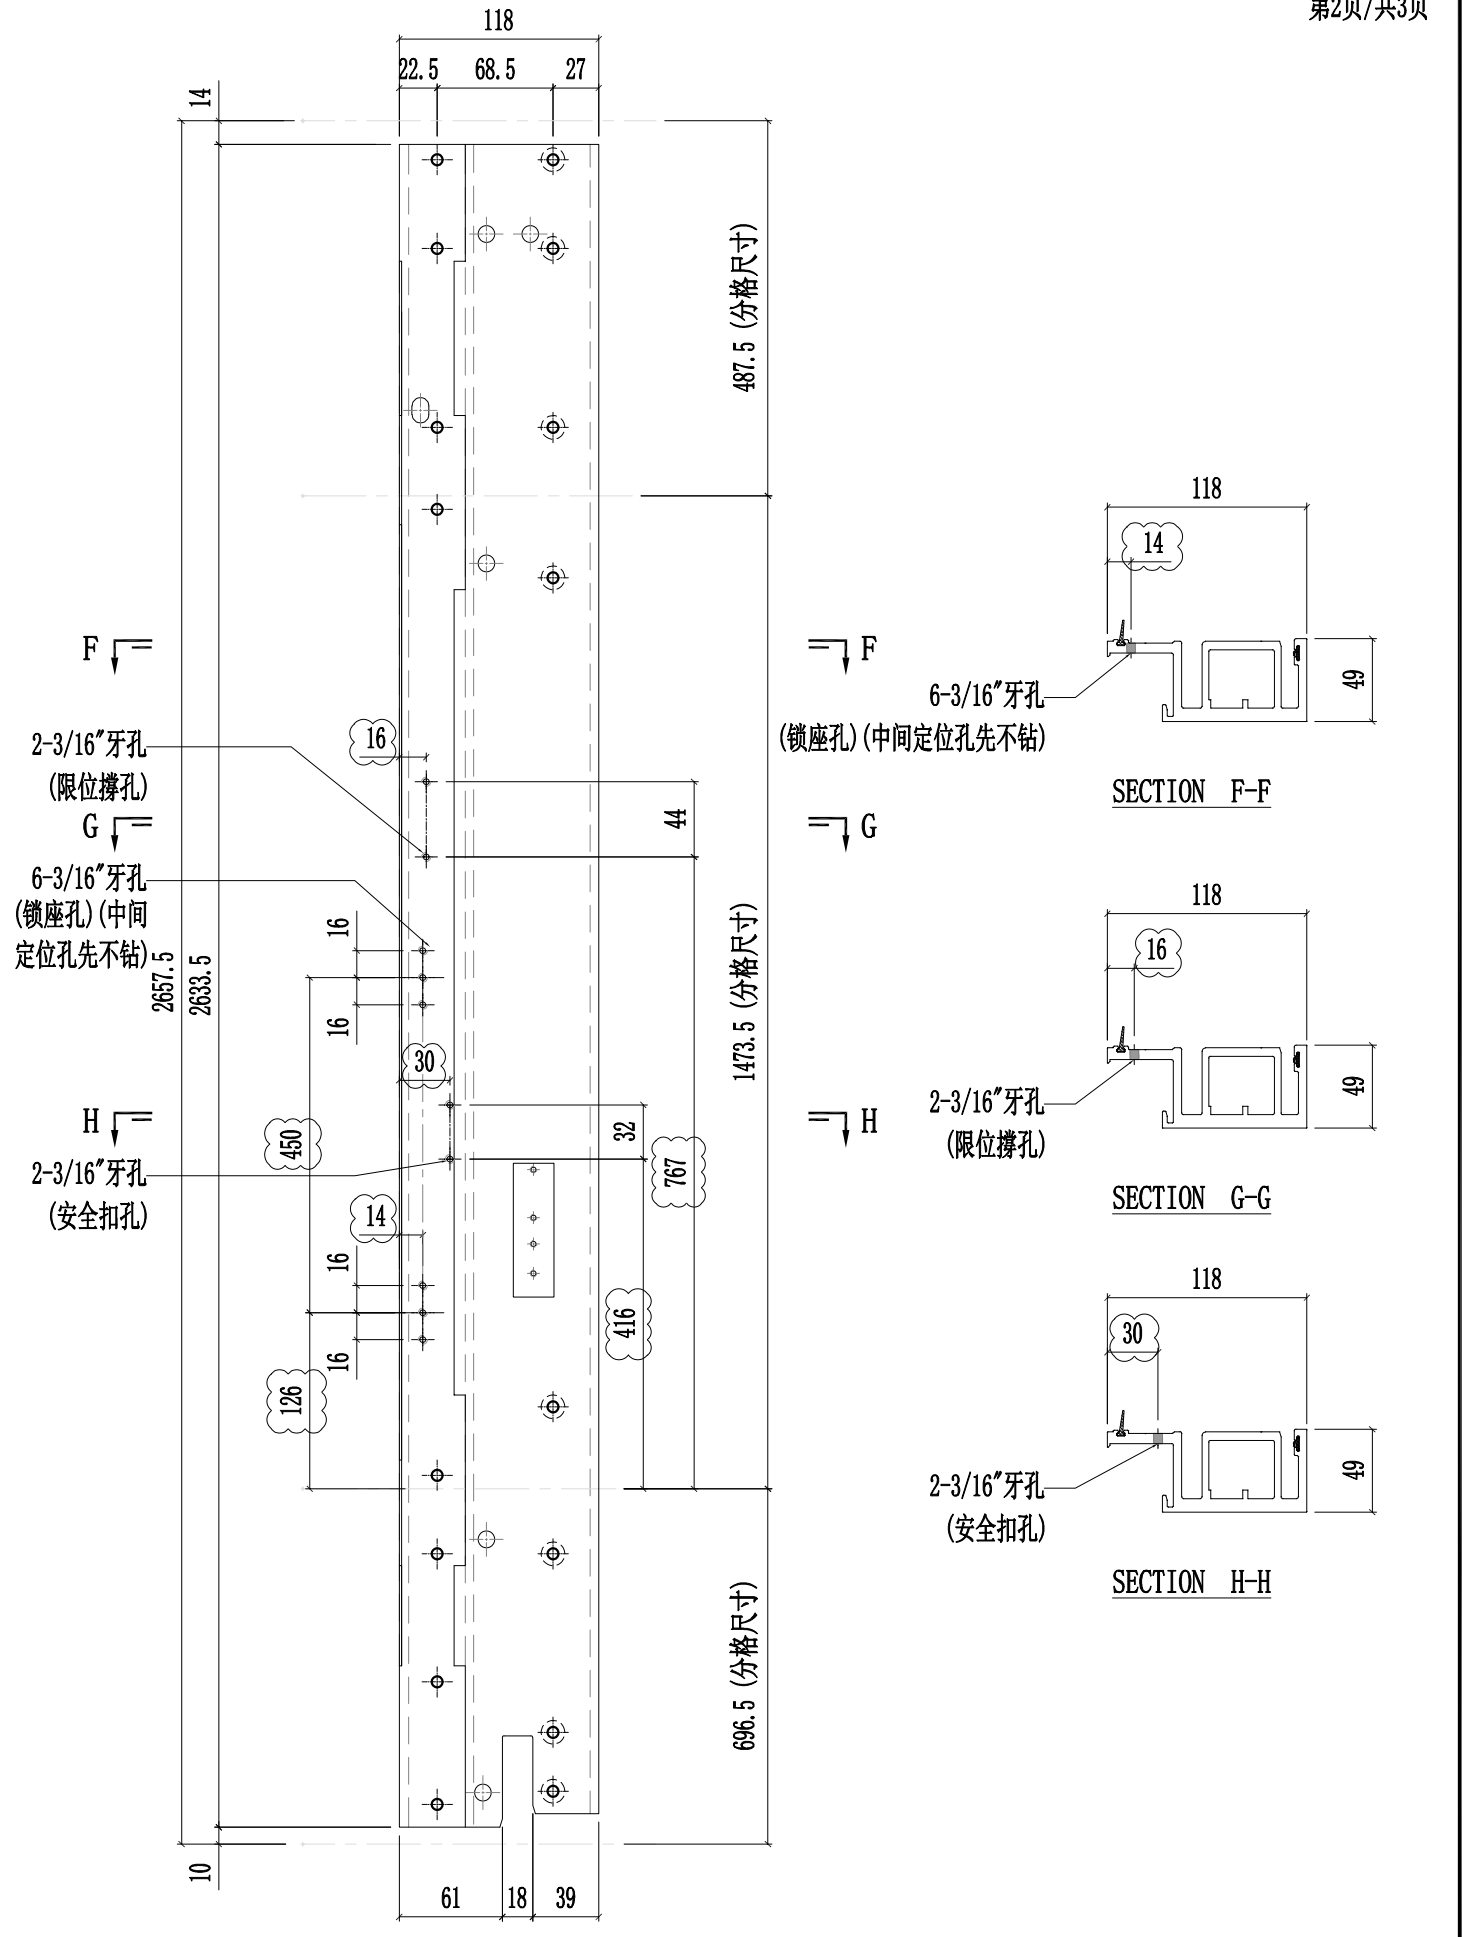 第2页/共3页
118
22.5
68.5
27
14
487.5 (分格尺寸)
118
14
F
F
6-3/16″牙孔
(锁座孔)(中间定位孔先不钻)
49
2-3/16″牙孔
(限位撑孔)
16
SECTION F-F
G
44
G
6-3/16″牙孔
(锁座孔)(中间
定位孔先不钻)
16
118
16
2657.5
2633.5
1473.5 (分格尺寸)
16
30
49
H
450
32
767
H
2-3/16″牙孔
(限位撑孔)
2-3/16″牙孔
(安全扣孔)
14
SECTION G-G
16
416
118
30
16
126
49
2-3/16″牙孔
(安全扣孔)
SECTION H-H
696.5 (分格尺寸)
10
61
18
39